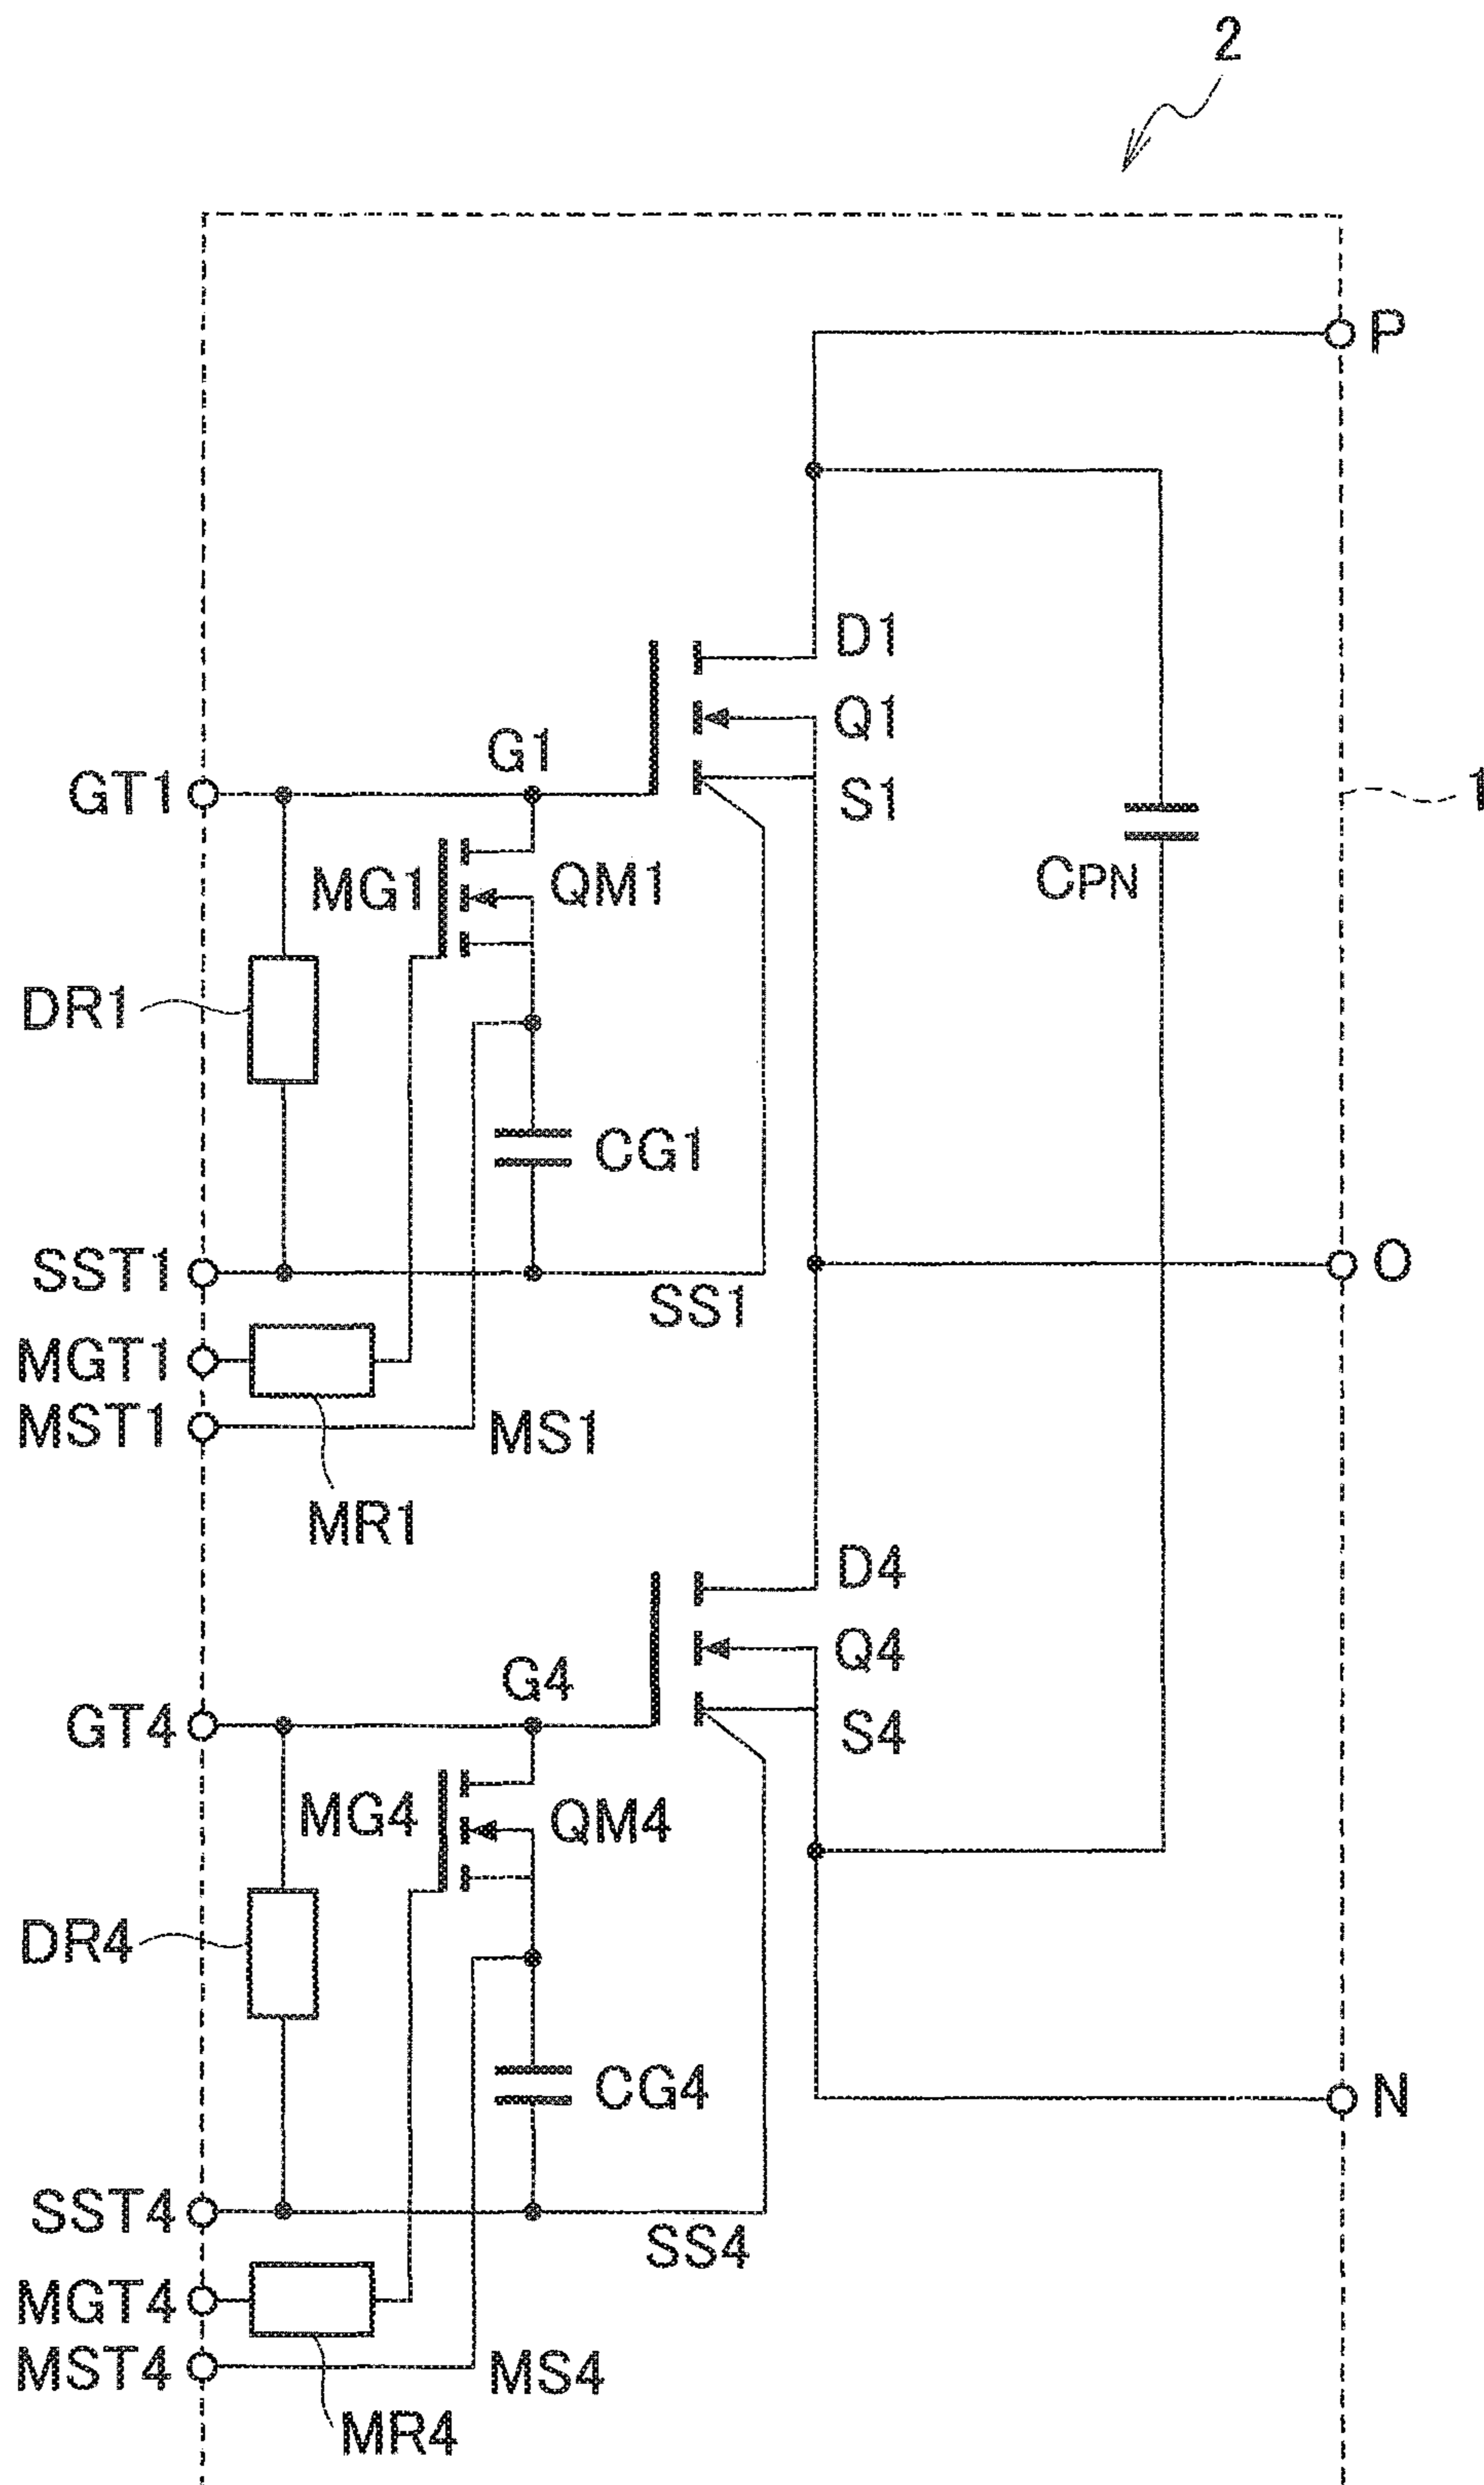 2
P
D1
Q1
G1
GT1
S1
1
MG1
QM1
CPN
DR1
CG1
SST1
O
SS1
MGT1
MST1
MS1
MR1
D4
Q4
G4
GT4
S4
MG4
QM4
DR4
CG4
N
SST4
SS4
MGT4
MST4
MS4
MR4